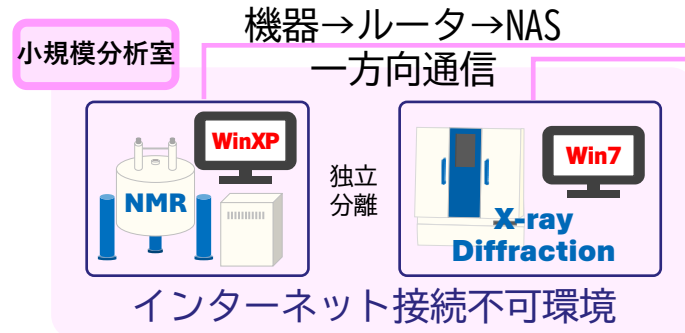 機器→ルータ→NAS
小規模分析室
一方向通信
WinXP
NMR
独立
分離
Win7
X-ray
Diffraction
インターネット接続不可環境